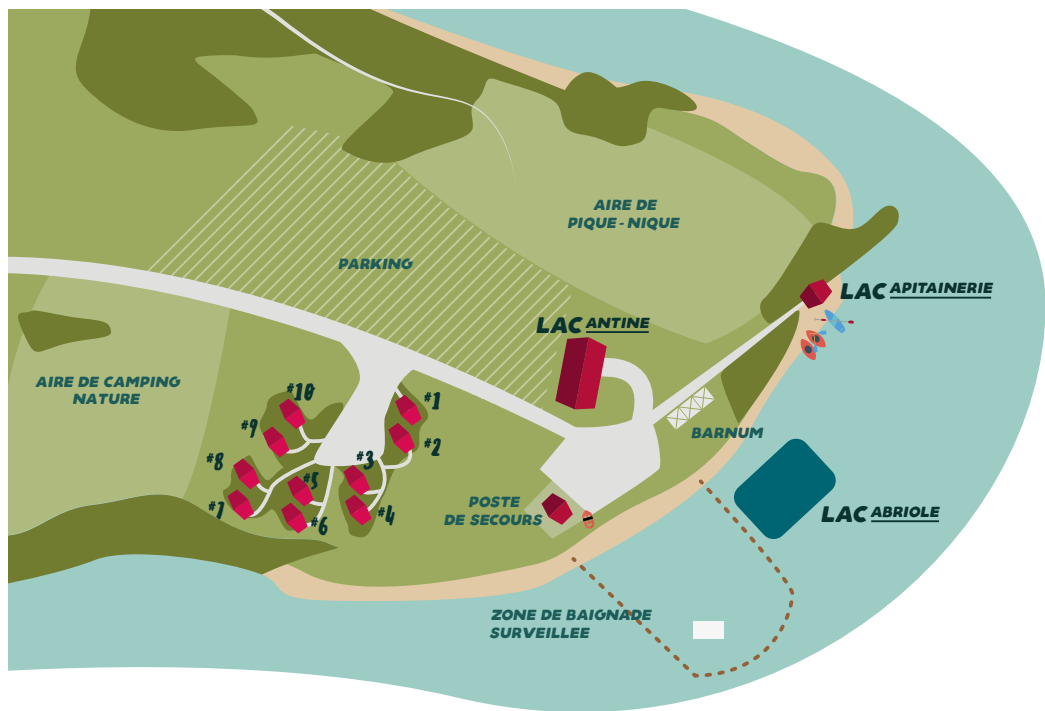 AIRE DE
PIQUE-NIQUE
PARKING
LAC APITAINERIE
LAC ANTINE
AIRE DE CAMPING
NATURE
#10
#1
#9
#2
BARNUM
#8
#3
#5
#7
#6
#4
POSTE
DE SECOURS
LAC ABRIOLE
ZONE DE BAIGNADE
SURVEILLEE